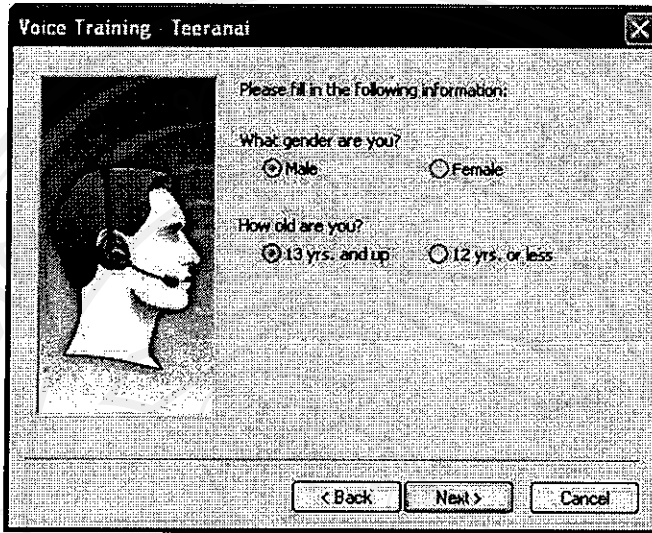 Voice Training - Teeranai
Please fill in the following information:
What gender are you?
Male Female
How old are you?
13 yrs. and up 12 yrs. or less
< Back Next > Cancel